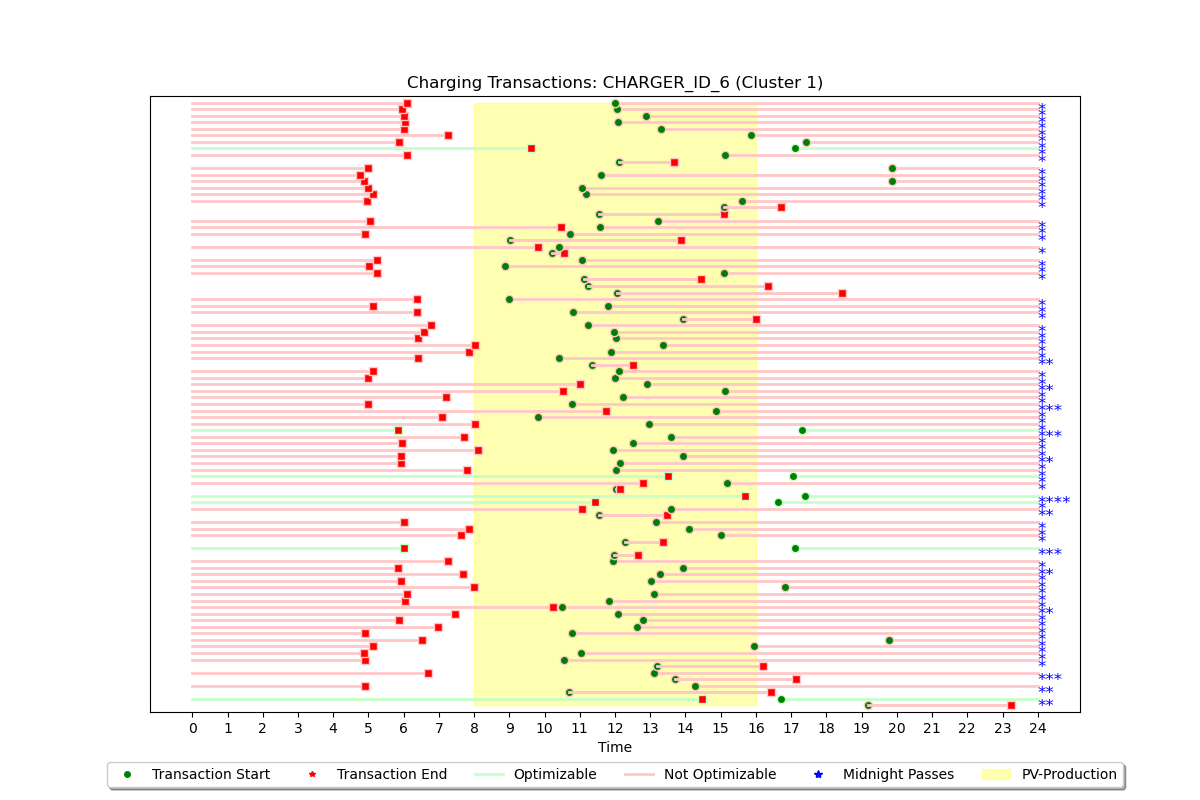 Charging Transactions: CHARGER_ID_6 (Cluster 1)
0 1 2 3 4 5 6 7 8 9 10 11 12 13 14 15 16 17 18 19 20 21 22 23 24
Time
Transaction Start Transaction End Optimizable Not Optimizable Midnight Passes PV-Production